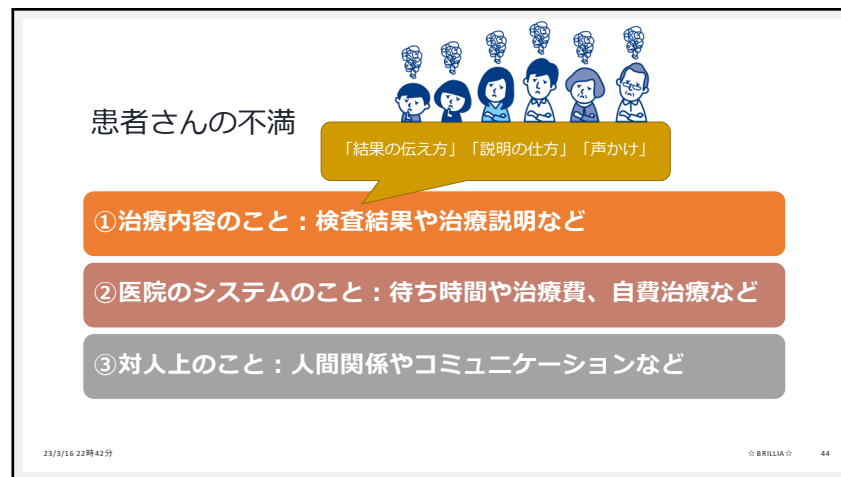 患者さんの不満
「結果の伝え方」「説明の仕方」「声かけ」
①治療内容のこと：検査結果や治療説明など
②医院のシステムのこと：待ち時間や治療費、自費治療など
③対人上のこと：人間関係やコミュニケーションなど
23/3/16 22時42分
☆BRILLIA☆
44